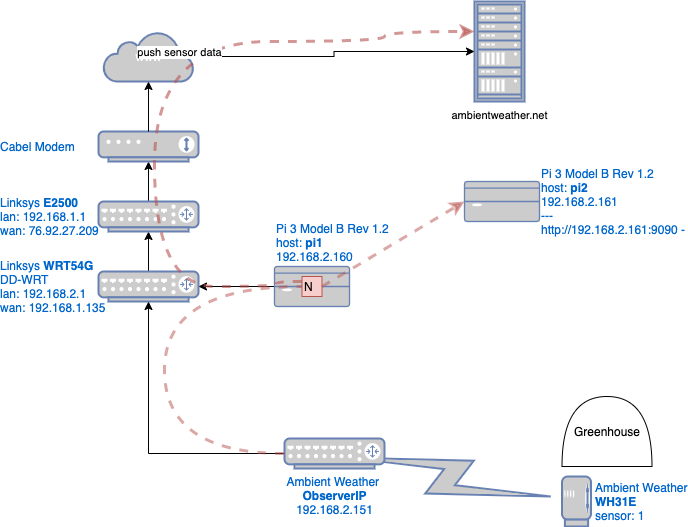 push sensor data
ambientweather.net
Cabel Modem
Linksys E2500
lan: 192.168.1.1
wan: 76.92.27.209
Pi 3 Model B Rev 1.2
host: pi2
192.168.2.161
---
http://192.168.2.161:9090 -
Pi 3 Model B Rev 1.2
host: pi1
192.168.2.160
Linksys WRT54G
DD-WRT
lan: 192.168.2.1
wan: 192.168.1.135
N
Greenhouse
Ambient Weather
ObserverIP
192.168.2.151
Ambient Weather
WH31E
sensor: 1